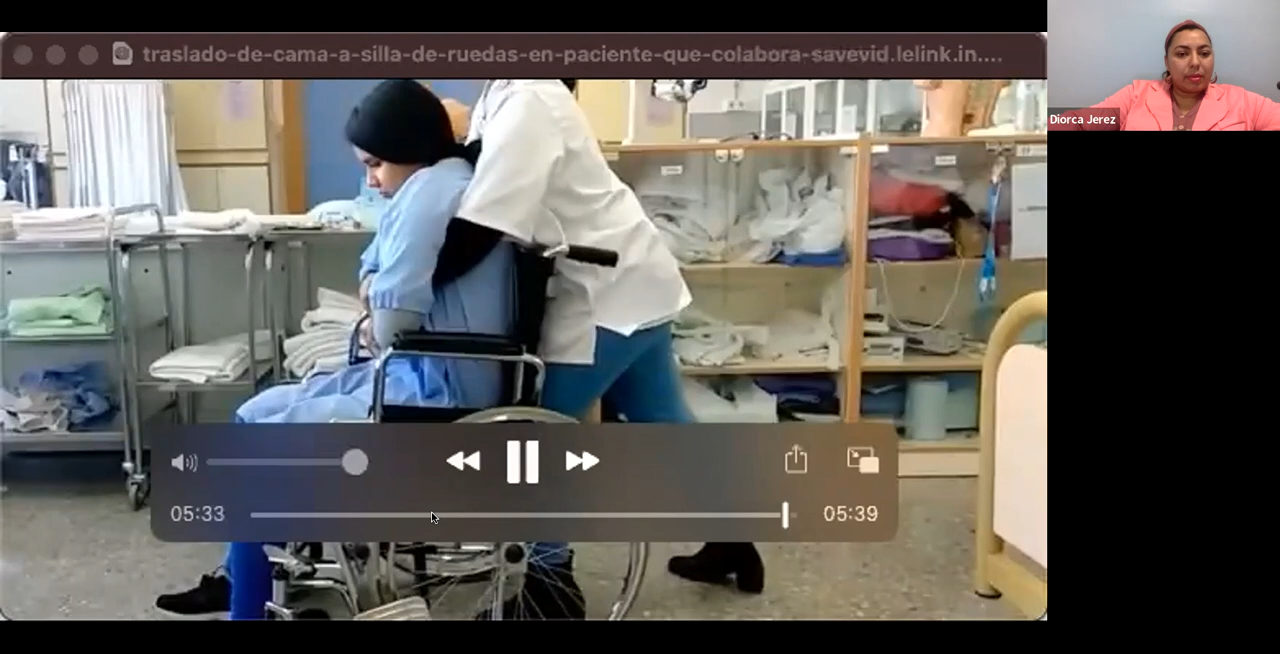 traslado-de-cama-a-silla-de-ruedas-en-paciente-que-colabora-savevid.lelink.in....
Diorca Jerez
05:33
05:39